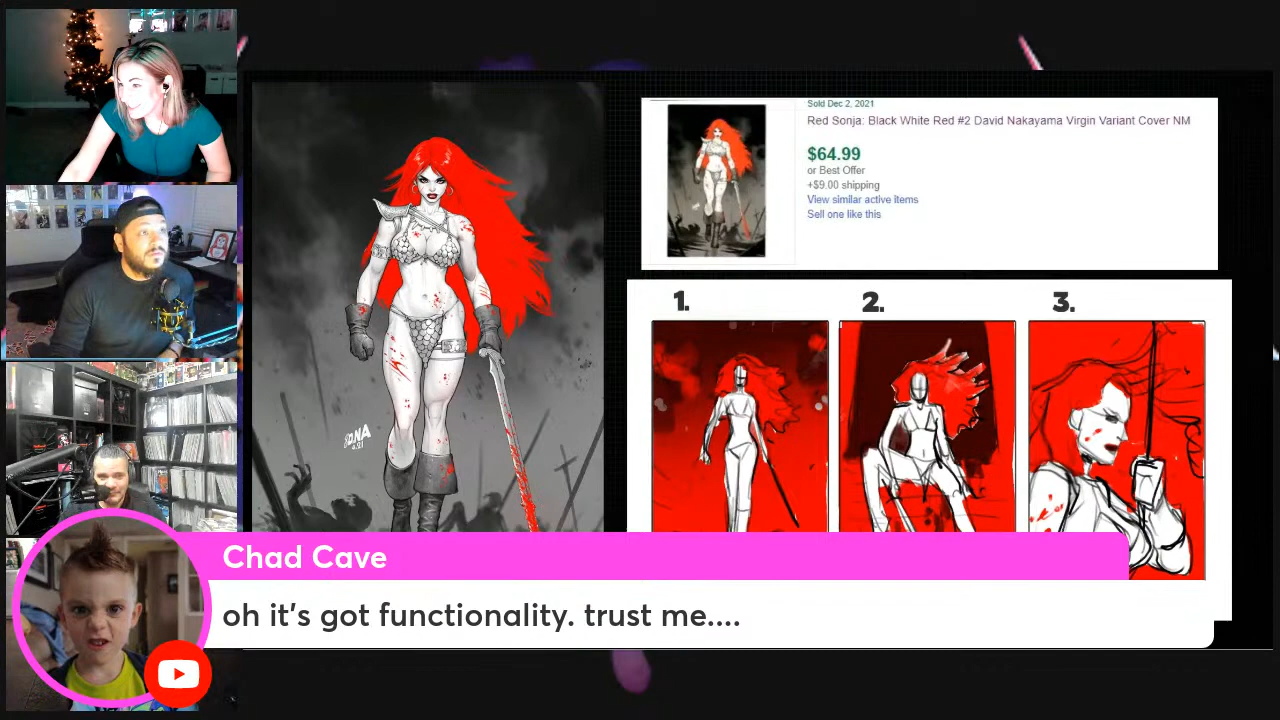 Sold Dec 2, 2021
Red Sonja: Black White Red #2 David Nakayama Virgin Variant Cover NM
$64.99
or Best Offer
+$9.00 shipping
View similar active items
Sell one like this
1.
2.
3.
Chad Cave
oh it's got functionality. trust me....